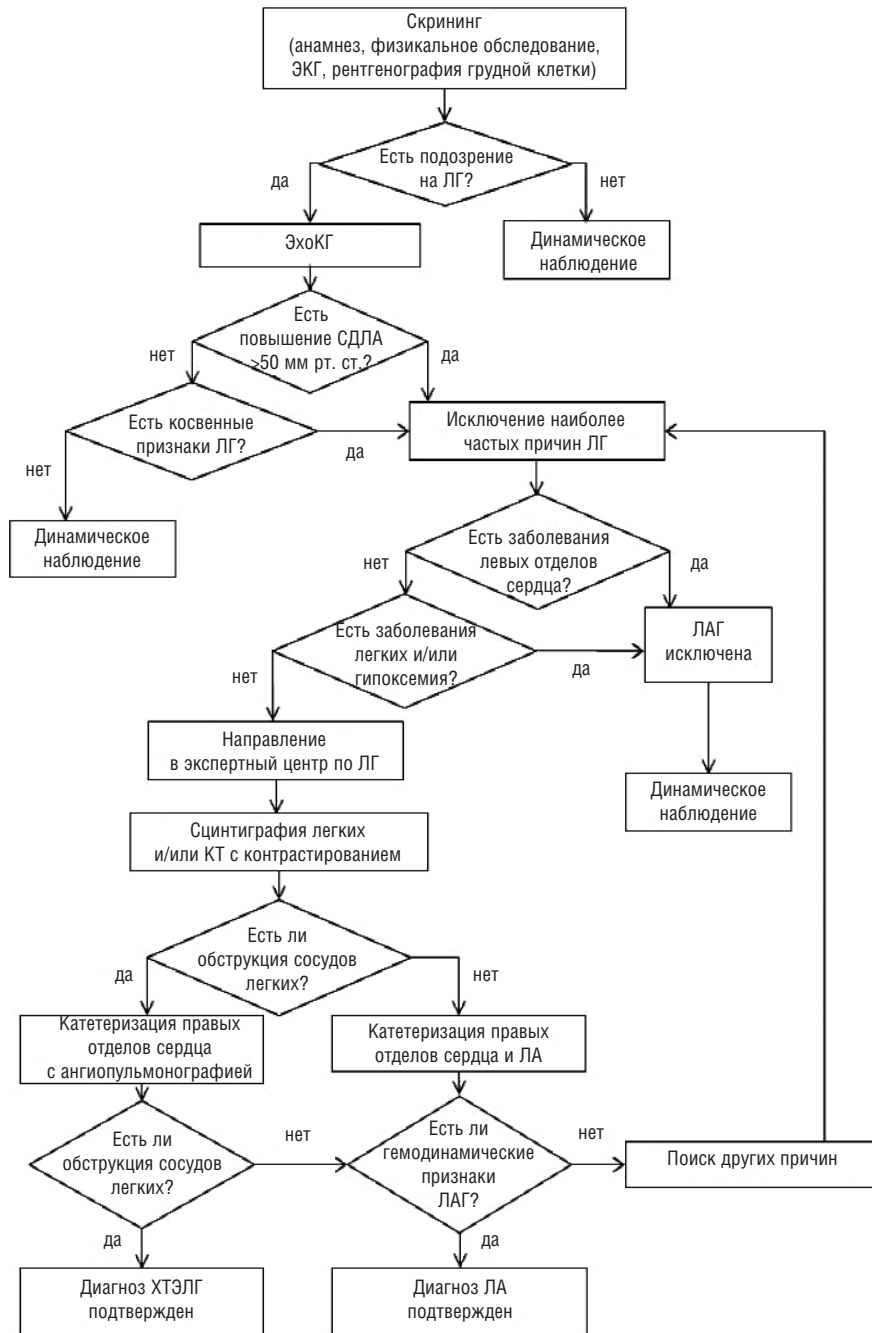 Скрининг
(анамнез, физикальное обследование,
ЭКГ, рентгенография грудной клетки)
Есть подозрение
на ЛГ?
да
нет
ЭхоКГ
Динамическое
наблюдение
Есть
повышение СДЛА
>50 мм рт. ст.?
нет
да
Есть косвенные
признаки ЛГ?
Исключение наиболее
частых причин ЛГ
да
нет
Динамическое
наблюдение
Есть заболевания
левых отделов
сердца?
нет
да
Есть заболевания
легких и/или
гипоксемия?
ЛАГ
исключена
нет
да
Направление
в экспертный центр по ЛГ
Динамическое
наблюдение
Сцинтиграфия легких
и/или КТ с контрастированием
Есть ли
обструкция сосудов
легких?
да
нет
Катетеризация правых
отделов сердца
с ангиопульмонографией
Катетеризация правых
отделов сердца и ЛА
Есть ли
обструкция сосудов
легких?
нет
Есть ли
гемодинамические
признаки
ЛАГ?
нет
Поиск других причин
да
да
Диагноз ХТЭЛГ
подтвержден
Диагноз ЛА
подтвержден